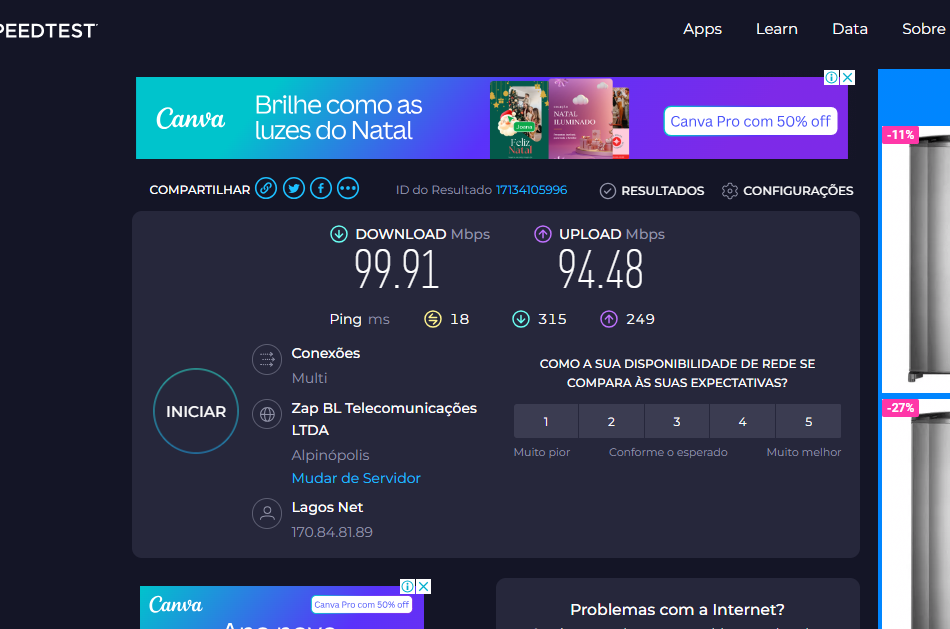 PEEDTEST
Apps Learn Data Sobre
Canva
Brilhe como as
luzes do Natal
Joana
Feliz
Natal
COLEÇÃO
NATAL
ILUMINADO
Canva Pro com 50% off
-11%
COMPARTILHAR
ID do Resultado 17134105996
RESULTADOS
CONFIGURAÇÕES
DOWNLOAD Mbps
99.91
UPLOAD Mbps
94.48
Ping ms 18 315 249
INICIAR
Conexões
Multi
Zap BL Telecomunicações
LTDA
Alpinópolis
Mudar de Servidor
Lagos Net
170.84.81.89
COMO A SUA DISPONIBILIDADE DE REDE SE
COMPARA ÀS SUAS EXPECTATIVAS?
1 2 3 4 5
Muito pior Conforme o esperado Muito melhor
-27%
Canva
Canva Pro com 50% off
Ano novo
Problemas com a Internet?